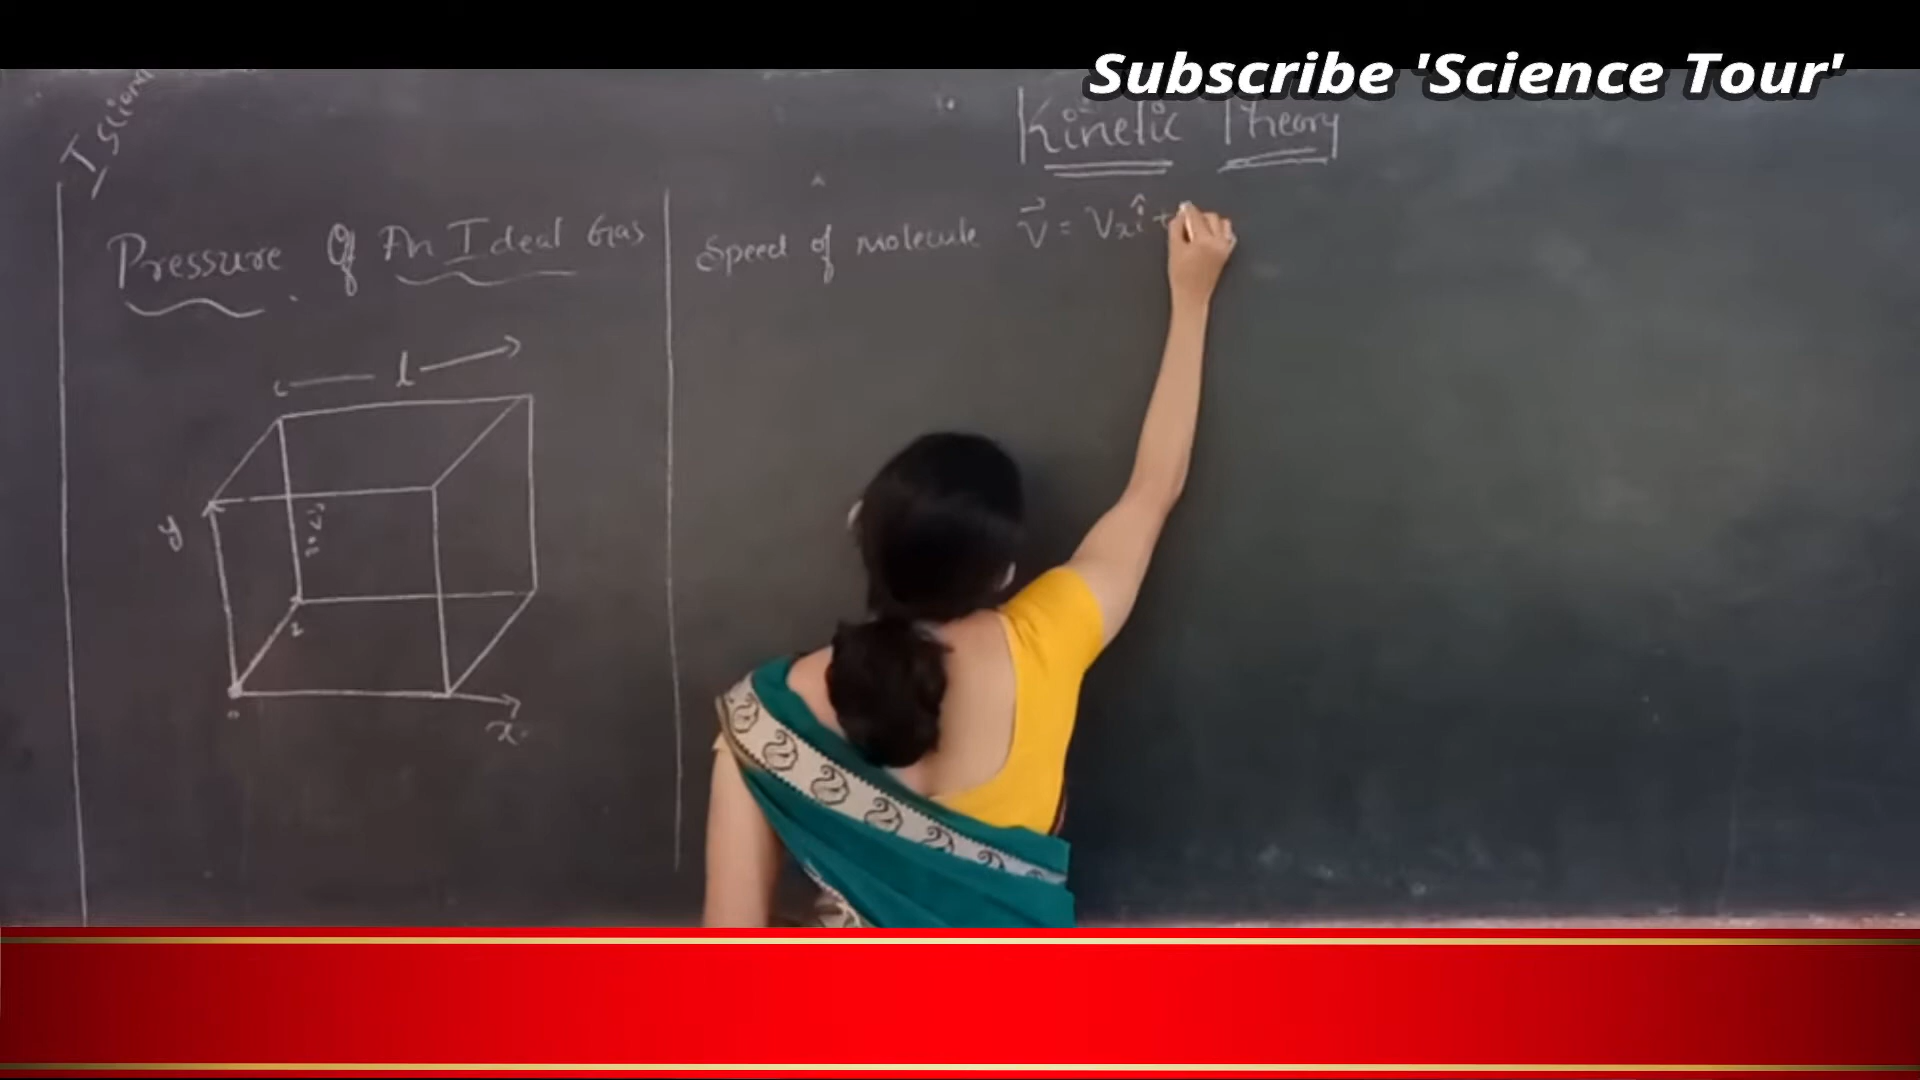 Subscribe 'Science Tour'
Kinetic Theory
Pressure Of An Ideal Gas
Speed of molecule v⃗ = Vₓî +
l
y
z
o
x